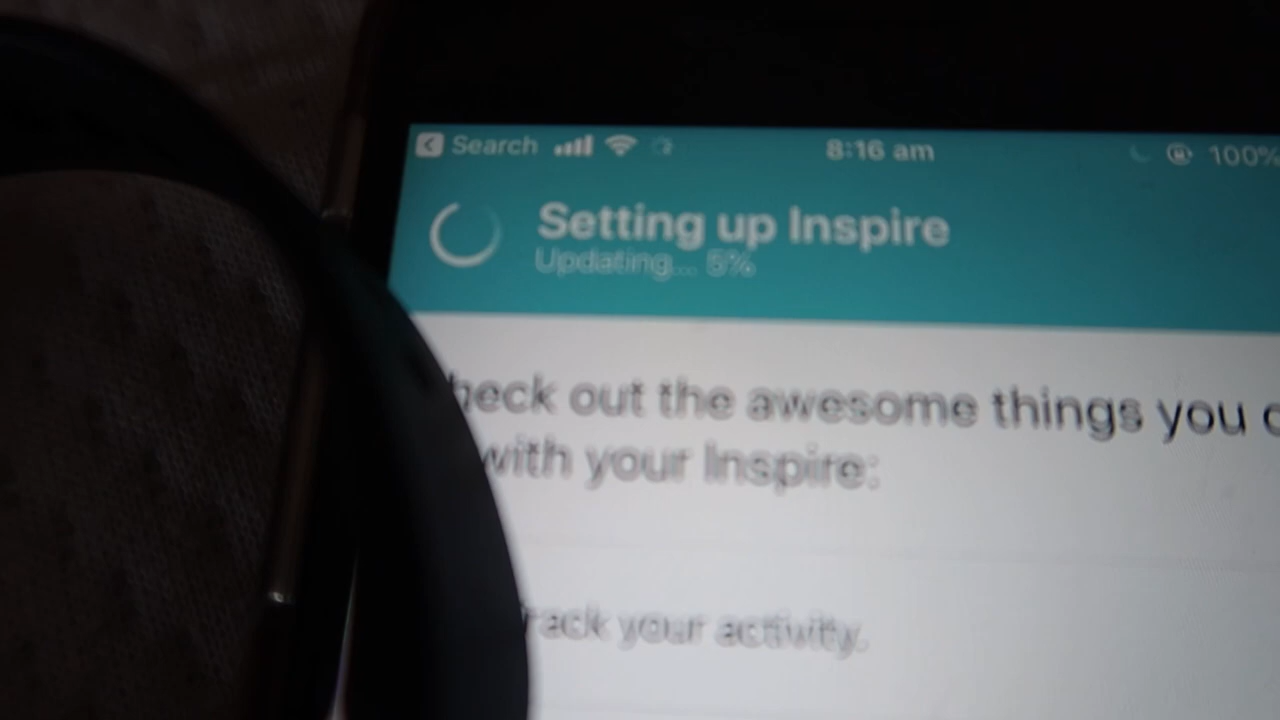 Search 8:16 am 100%
Setting up Inspire
Updating... 5%
heck out the awesome things you
with your Inspire:
rack your activity.